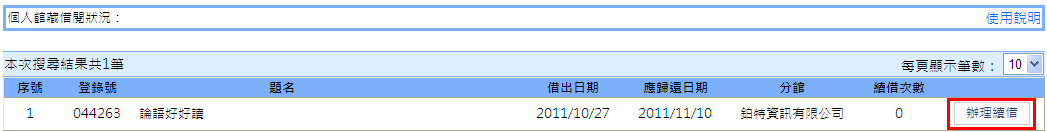 個人館藏借閱狀況： 使用說明
本次搜尋結果共1筆 每頁顯示筆數： 10
序號 登錄號 題名 借出日期 應歸還日期 分館 續借次數
1 044263 論語好好讀 2011/10/27 2011/11/10 鉑特資訊有限公司 0 辦理續借